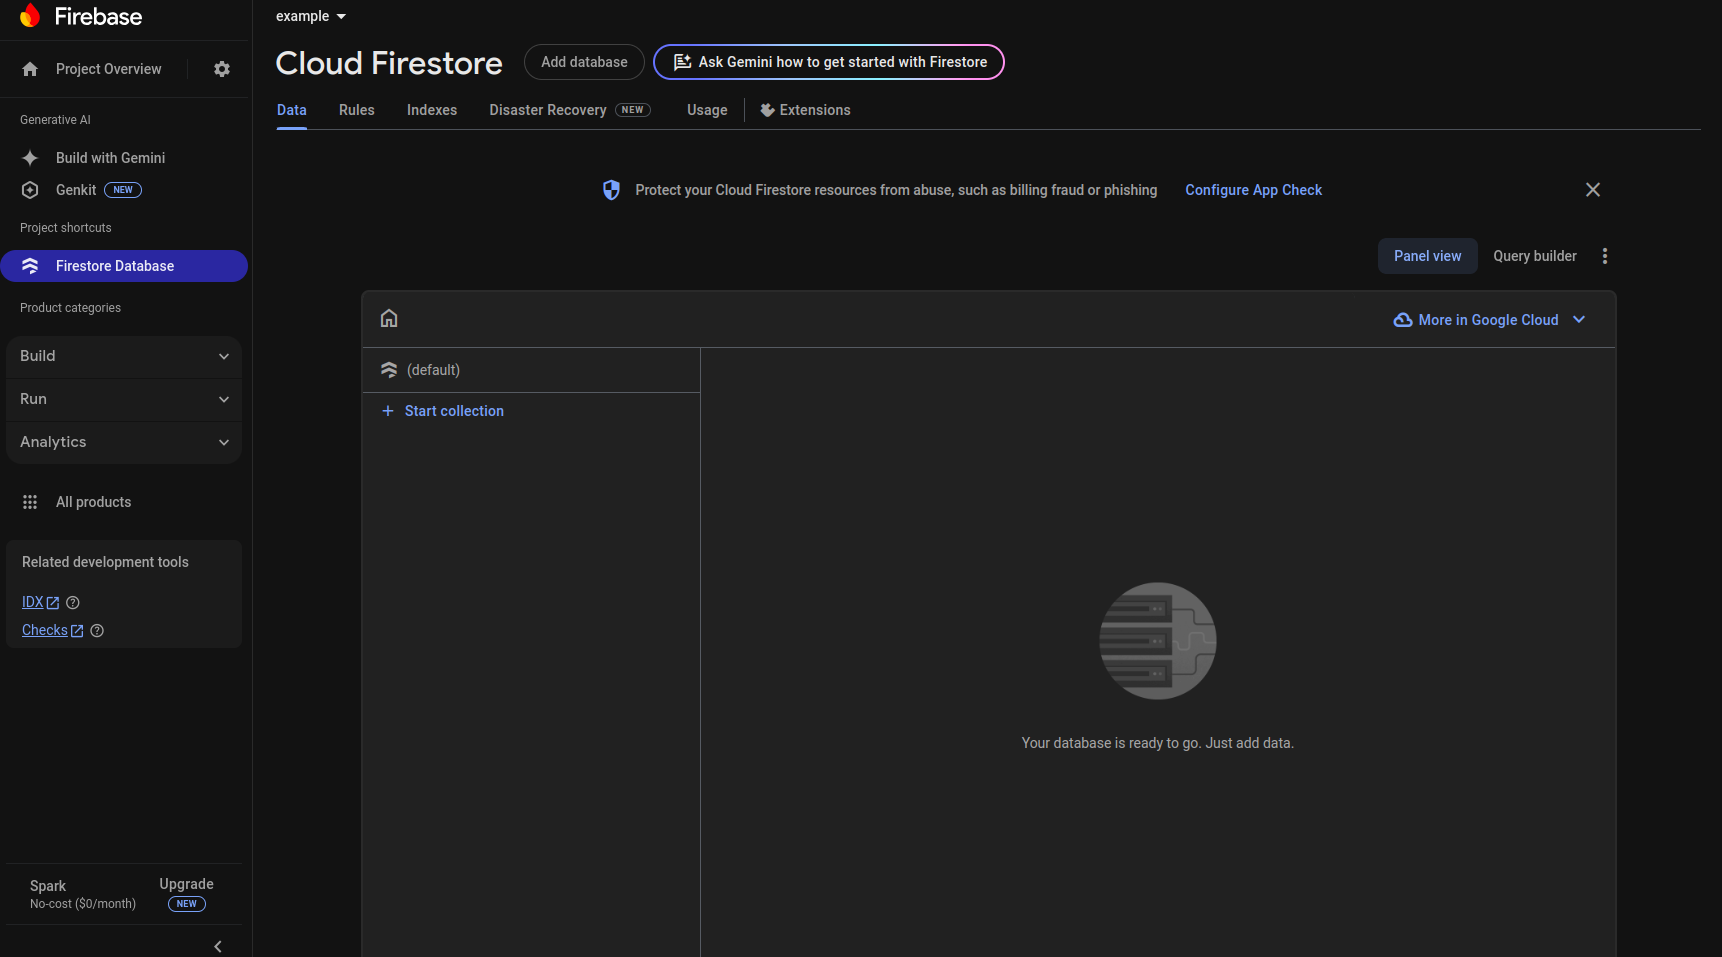 Firebase
example
Project Overview
Cloud Firestore
Add database
Ask Gemini how to get started with Firestore
Data
Rules
Indexes
Disaster Recovery NEW
Usage
Extensions
Generative AI
Build with Gemini
Genkit NEW
Project shortcuts
Firestore Database
Product categories
Build
Run
Analytics
All products
Related development tools
IDX
Checks
Spark
No-cost ($0/month)
Upgrade
NEW
Protect your Cloud Firestore resources from abuse, such as billing fraud or phishing
Configure App Check
Panel view
Query builder
More in Google Cloud
(default)
+ Start collection
Your database is ready to go. Just add data.